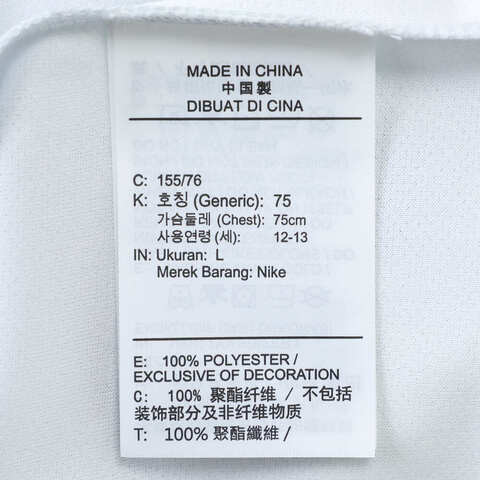 MADE IN CHINA
中国製
DIBUAT DI CINA
C: 155/76
K: 호칭 (Generic): 75
가슴둘레 (Chest): 75cm
사용연령 (세): 12-13
IN: Ukuran: L
Merek Barang: Nike
E: 100% POLYESTER /
EXCLUSIVE OF DECORATION
C: 100% 聚酯纤维 / 不包括
装饰部分及非纤维物质
T: 100% 聚酯纖維 /